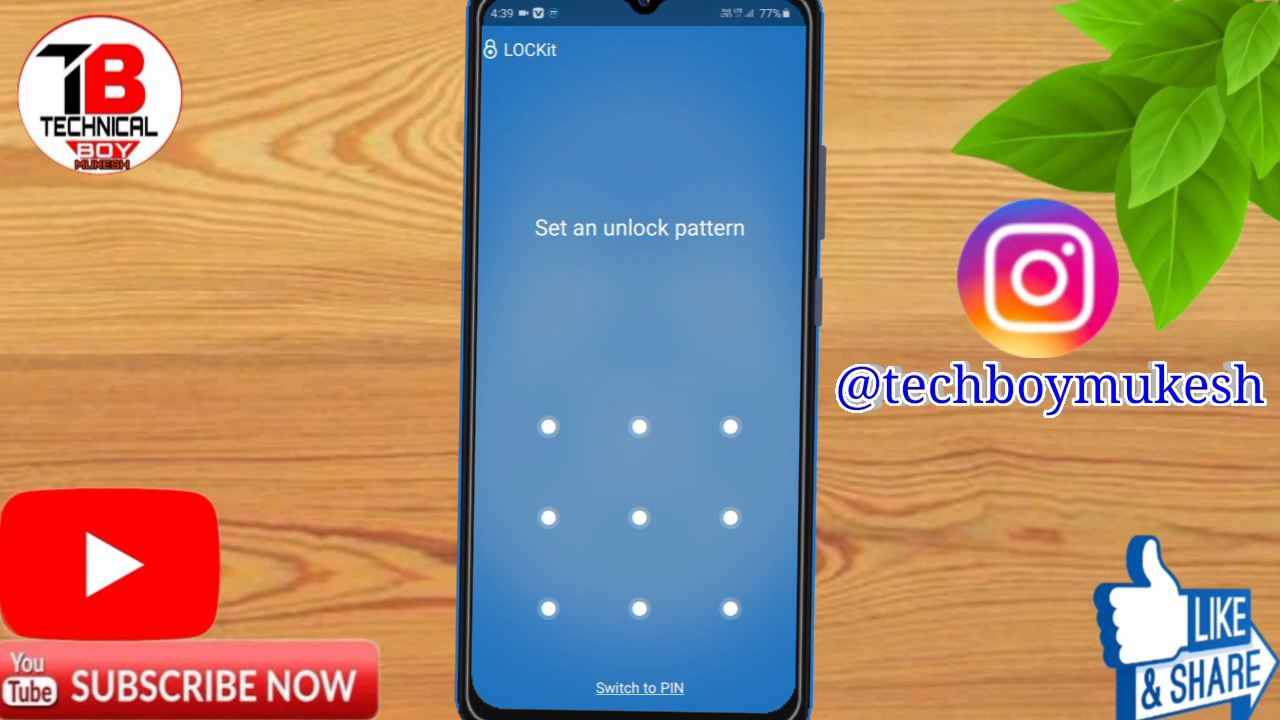 4:39
77%
LOCKit
TB
TECHNICAL
BOY
MUKESH
Set an unlock pattern
@techboymukesh
You
Tube
SUBSCRIBE NOW
LIKE
& SHARE
Switch to PIN